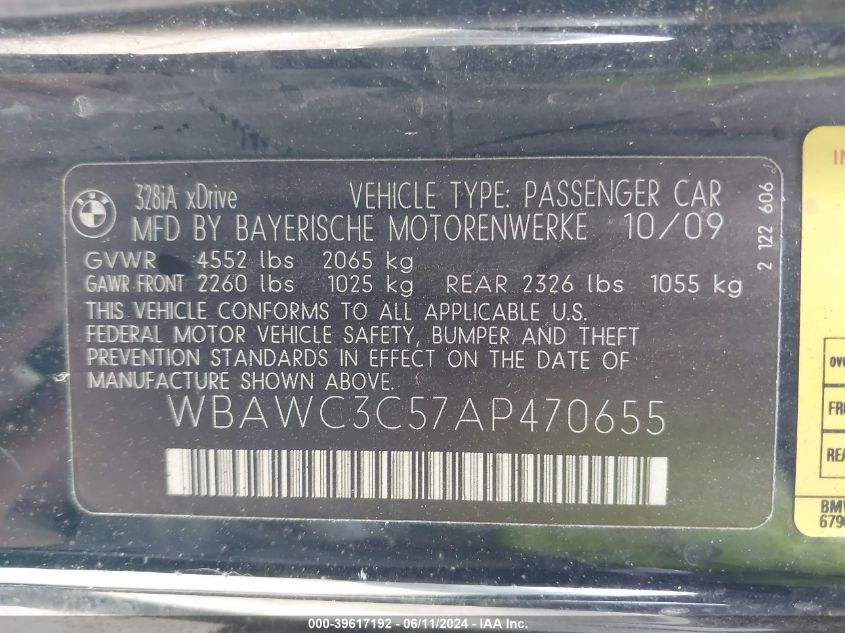 BMW
328iA xDrive VEHICLE TYPE: PASSENGER CAR
MFD BY BAYERISCHE MOTORENWERKE 10/09
GVWR 4552 lbs 2065 kg
GAWR FRONT 2260 lbs 1025 kg REAR 2326 lbs 1055 kg
THIS VEHICLE CONFORMS TO ALL APPLICABLE U.S.
FEDERAL MOTOR VEHICLE SAFETY, BUMPER AND THEFT
PREVENTION STANDARDS IN EFFECT ON THE DATE OF
MANUFACTURE SHOWN ABOVE.
WBAWC3C57AP470655
2 122 606
BMW
000-39617192 - 06/11/2024 - IAA Inc.